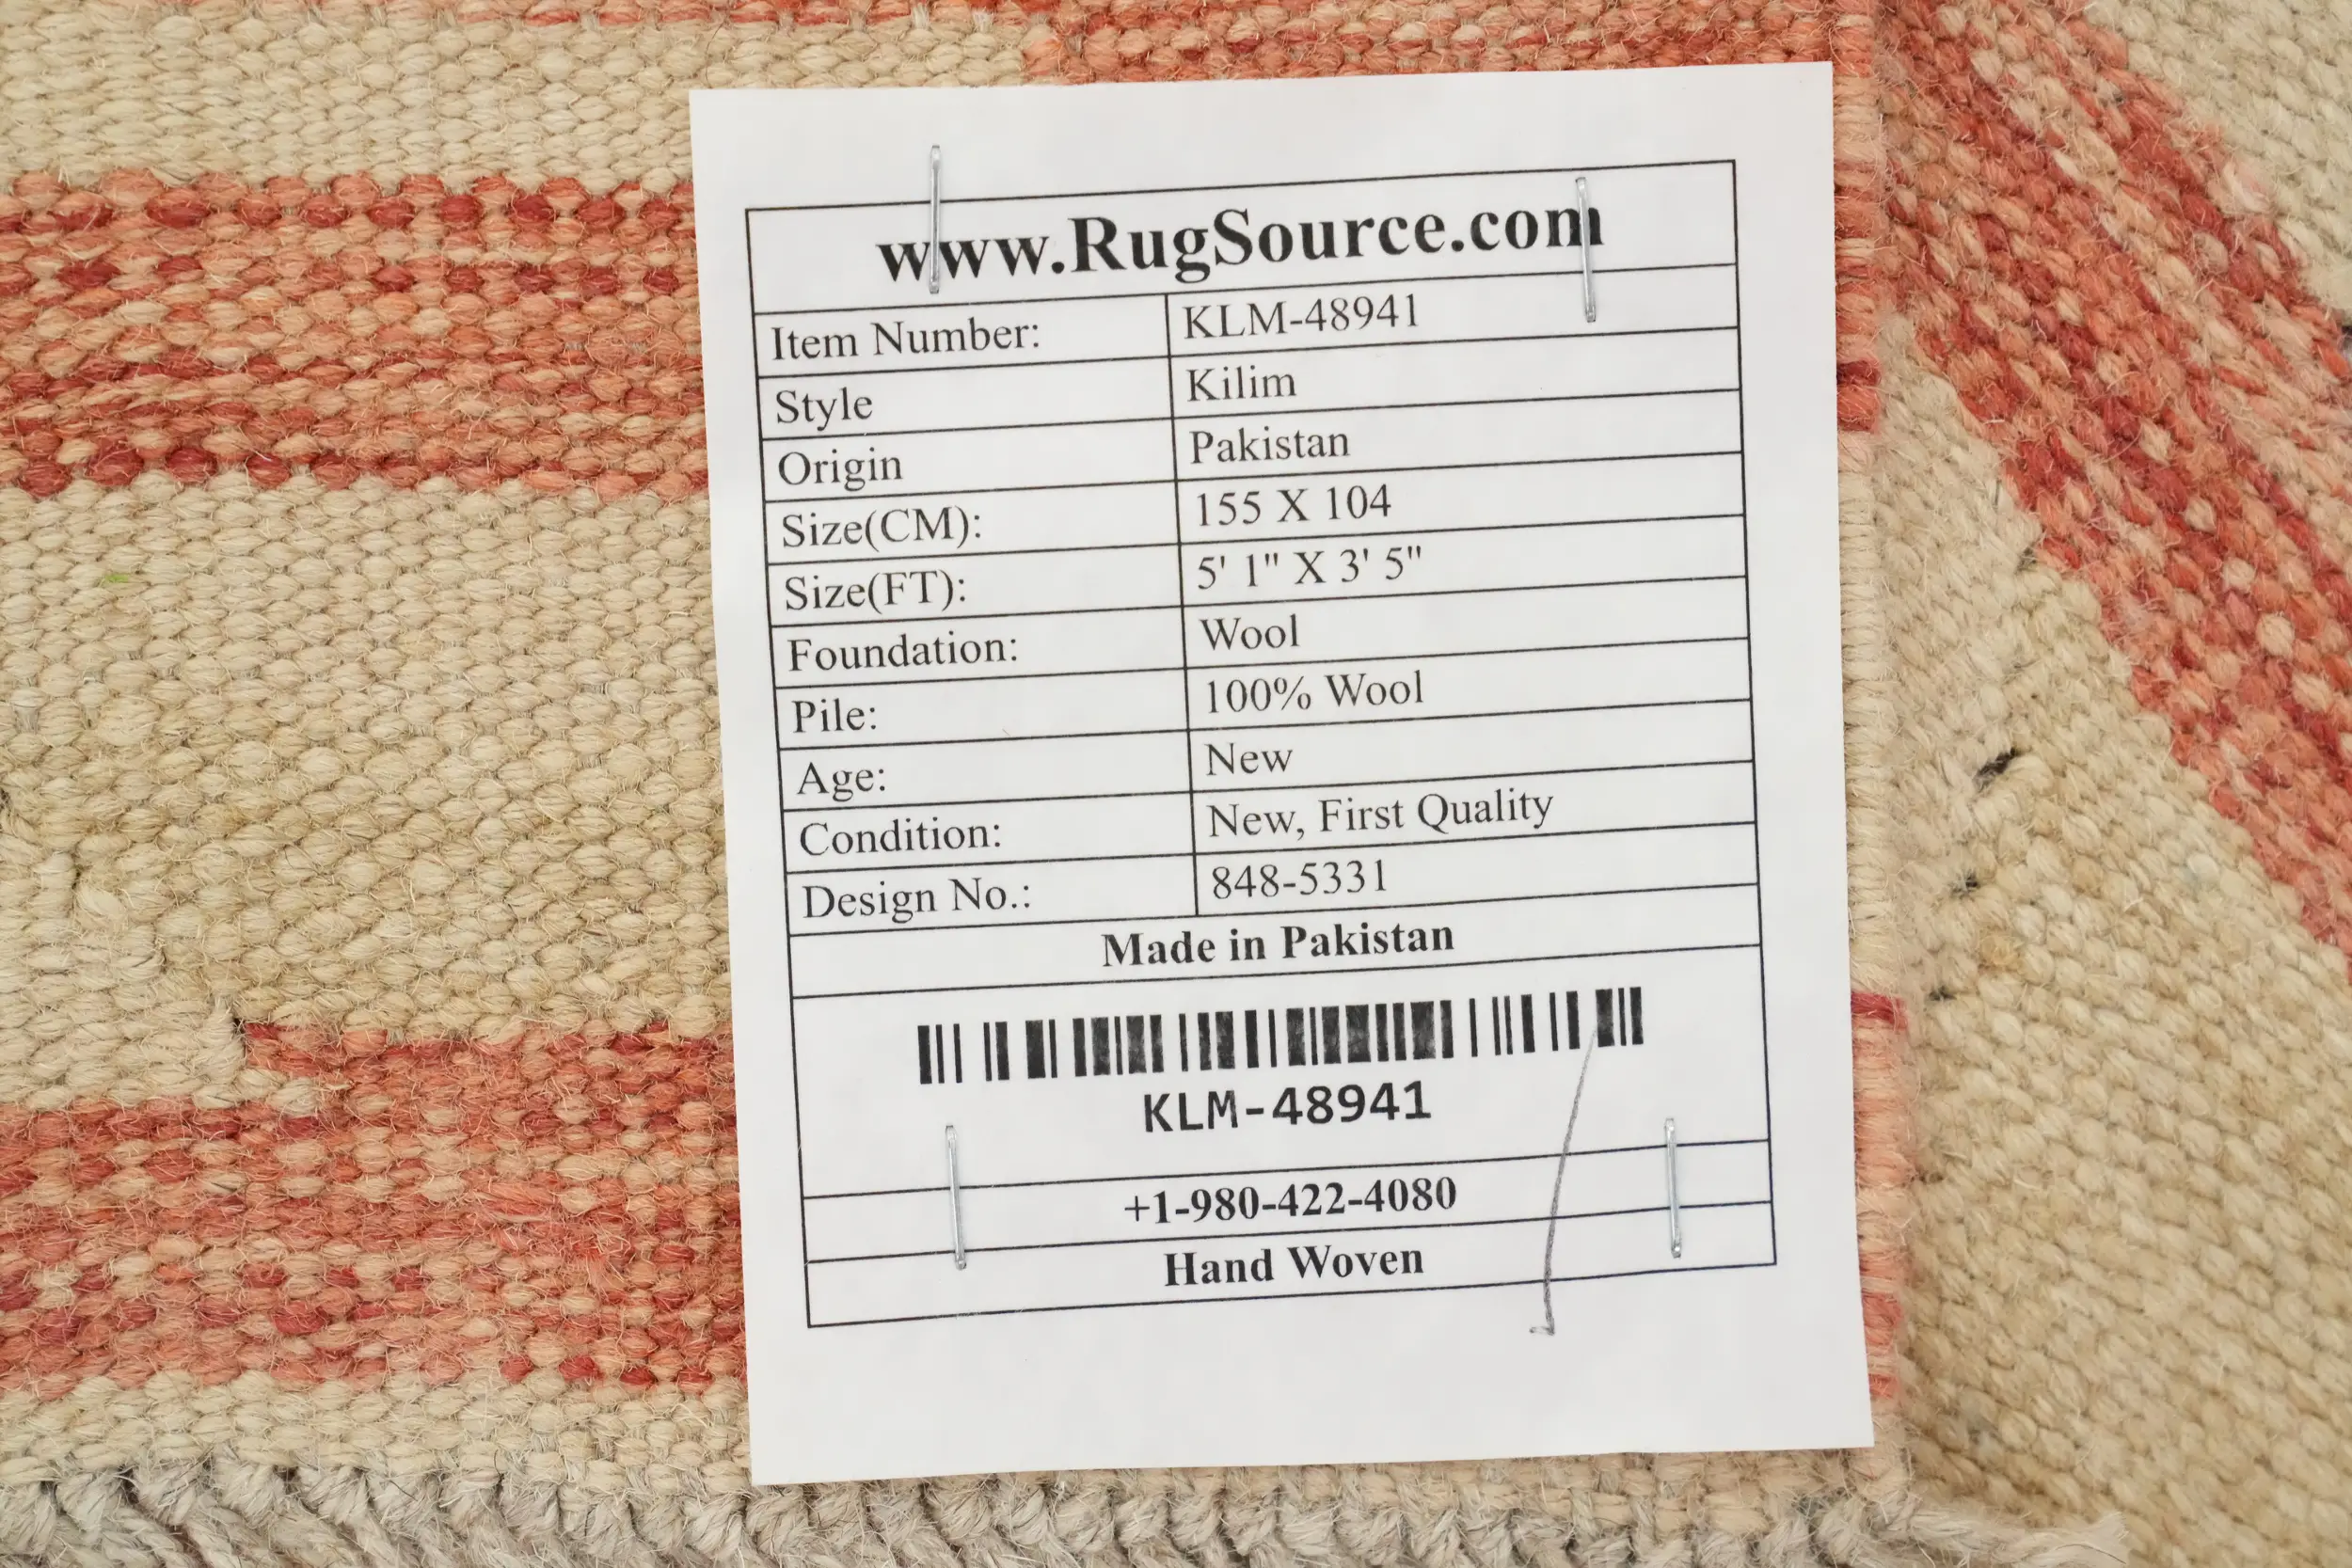 www.RugSource.com
Item Number: KLM-48941
Style Kilim
Origin Pakistan
Size(CM): 155 X 104
Size(FT): 5' 1" X 3' 5"
Foundation: Wool
Pile: 100% Wool
Age: New
Condition: New, First Quality
Design No.: 848-5331
Made in Pakistan
KLM-48941
+1-980-422-4080
Hand Woven